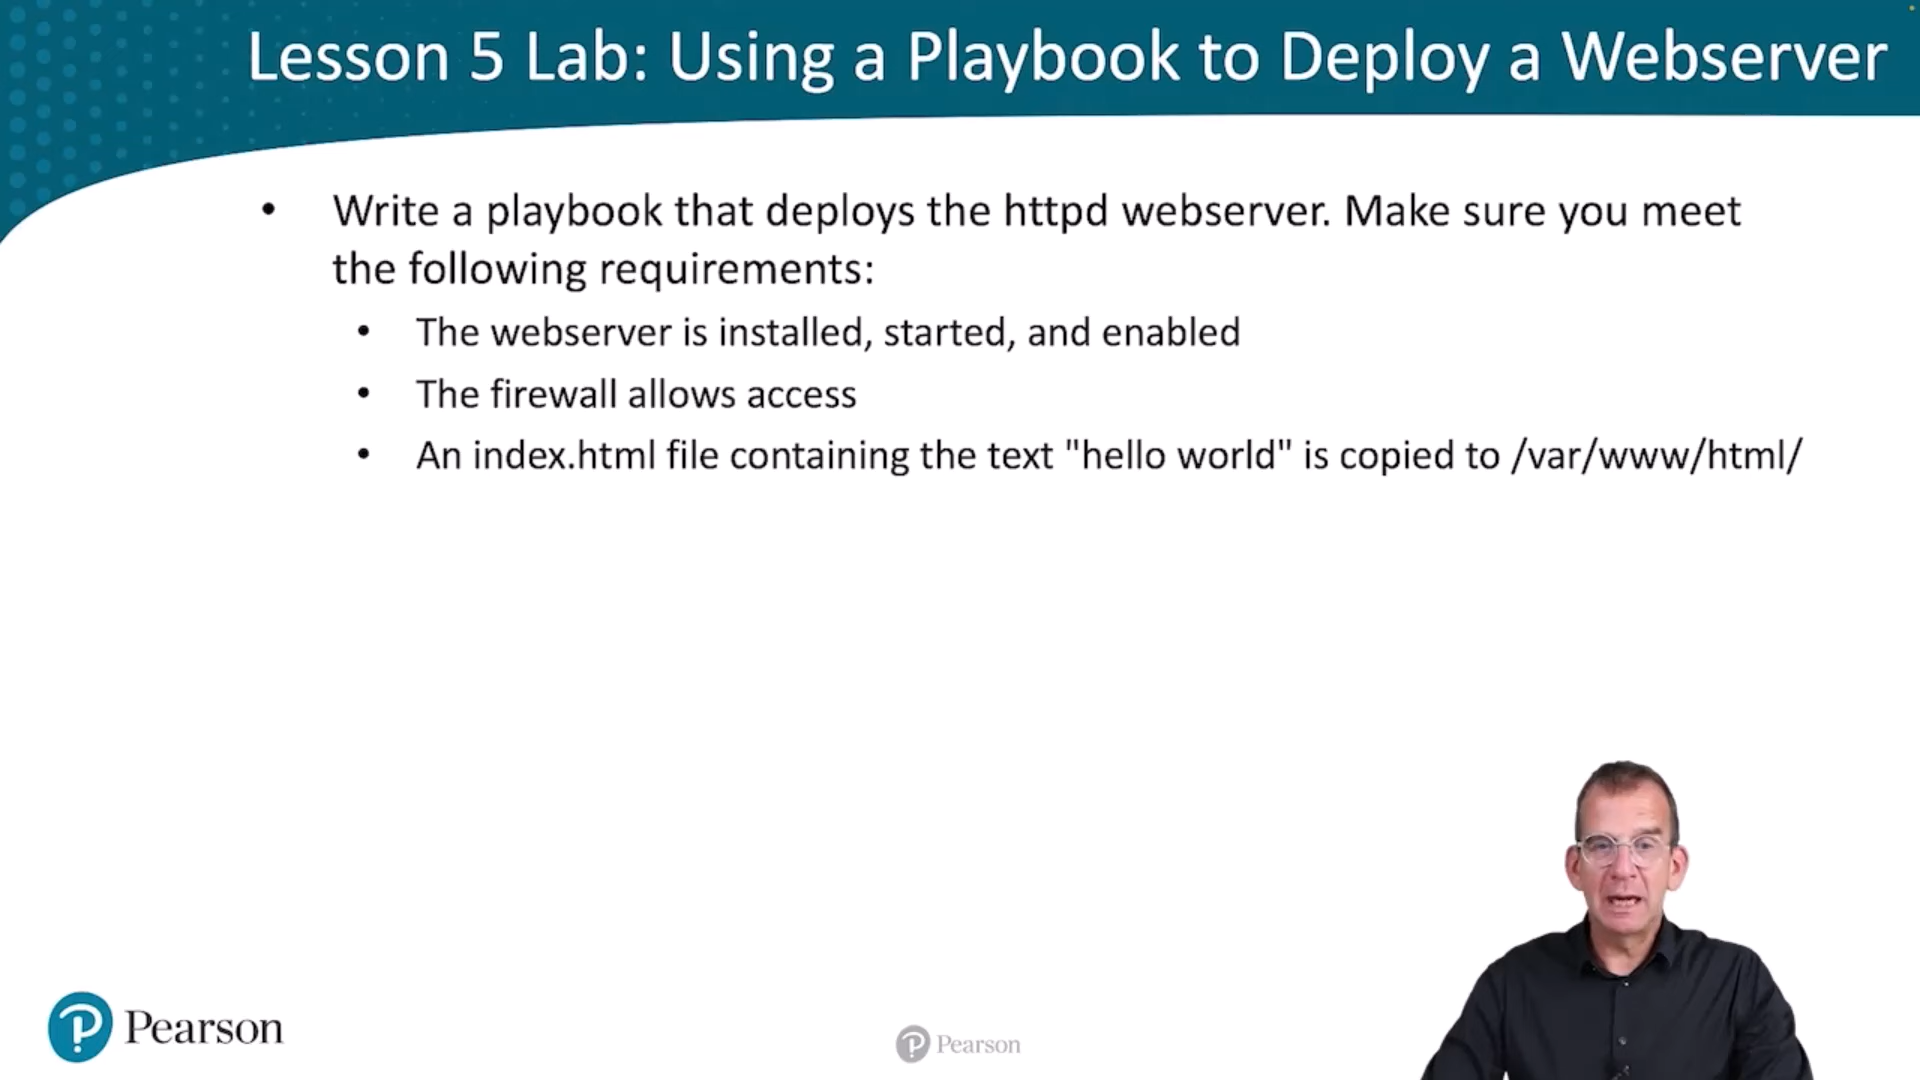 Lesson 5 Lab: Using a Playbook to Deploy a Webserver
• Write a playbook that deploys the httpd webserver. Make sure you meet
the following requirements:
• The webserver is installed, started, and enabled
• The firewall allows access
• An index.html file containing the text "hello world" is copied to /var/www/html/
Pearson
Pearson